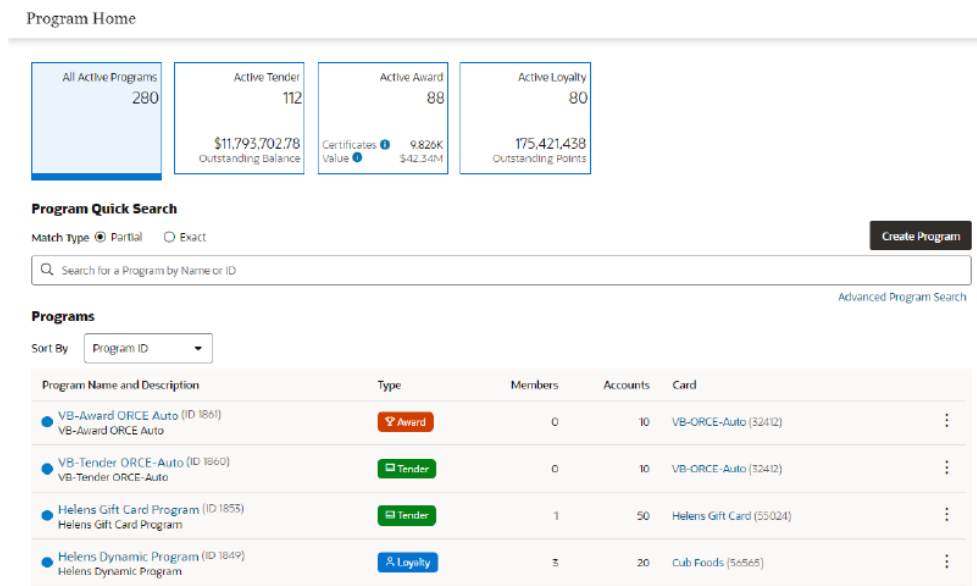 Program Home
All Active Programs
280
Active Tender
112
$11,793,702.78
Outstanding Balance
Active Award
88
Certificates 9.826K
Value $42.34M
Active Loyalty
80
175,421,438
Outstanding Points
Program Quick Search
Match Type Partial Exact
Create Program
Search for a Program by Name or ID
Advanced Program Search
Programs
Sort By Program ID
Program Name and Description Type Members Accounts Card
VB-Award ORCE Auto (ID 1861) Award 0 10 VB-ORCE-Auto (32412)
VB-Award ORCE Auto
VB-Tender ORCE-Auto (ID 1860) Tender 0 10 VB-ORCE-Auto (32412)
VB-Tender ORCE-Auto
Helens Gift Card Program (ID 1853) Tender 1 50 Helens Gift Card (55024)
Helens Gift Card Program
Helens Dynamic Program (ID 1849) Loyalty 3 20 Cub Foods (56565)
Helens Dynamic Program